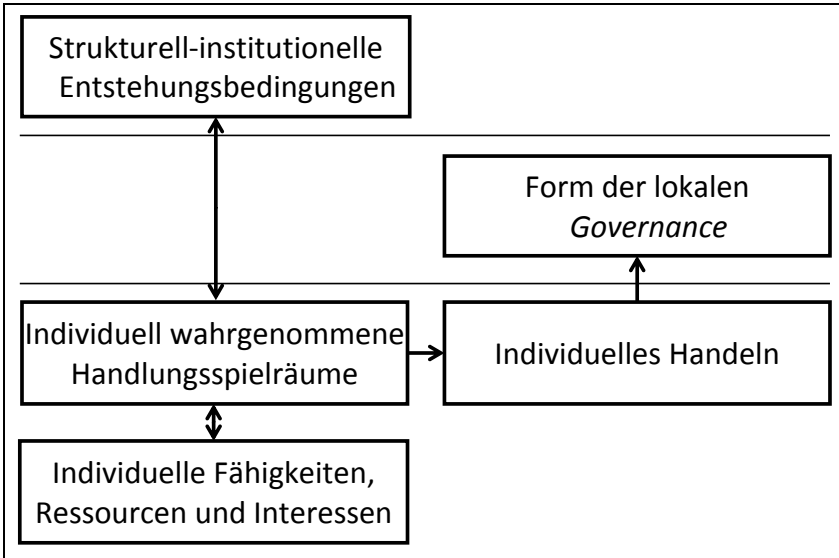 Strukturell-institutionelle
Entstehungsbedingungen
Form der lokalen
Governance
Individuell wahrgenommene
Handlungsspielräume
Individuelles Handeln
Individuelle Fähigkeiten,
Ressourcen und Interessen